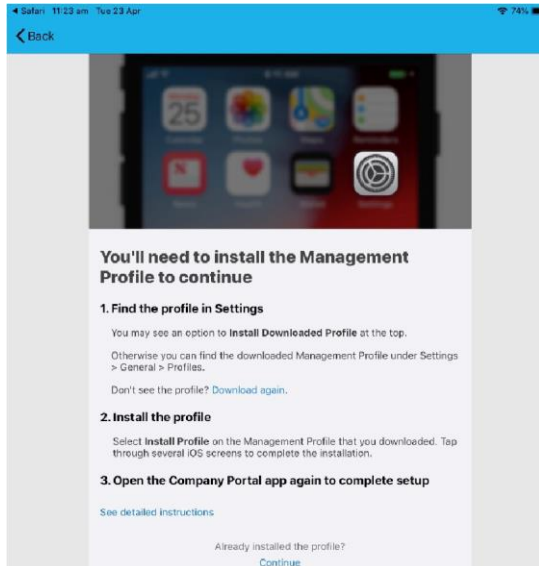 Safari 11:23 am Tue 23 Apr 74%
Back
25
Settings
You'll need to install the Management
Profile to continue
1. Find the profile in Settings
You may see an option to Install Downloaded Profile at the top.
Otherwise you can find the downloaded Management Profile under Settings
> General > Profiles.
Don't see the profile? Download again.
2. Install the profile
Select Install Profile on the Management Profile that you downloaded. Tap
through several iOS screens to complete the installation.
3. Open the Company Portal app again to complete setup
See detailed instructions
Already installed the profile?
Continue